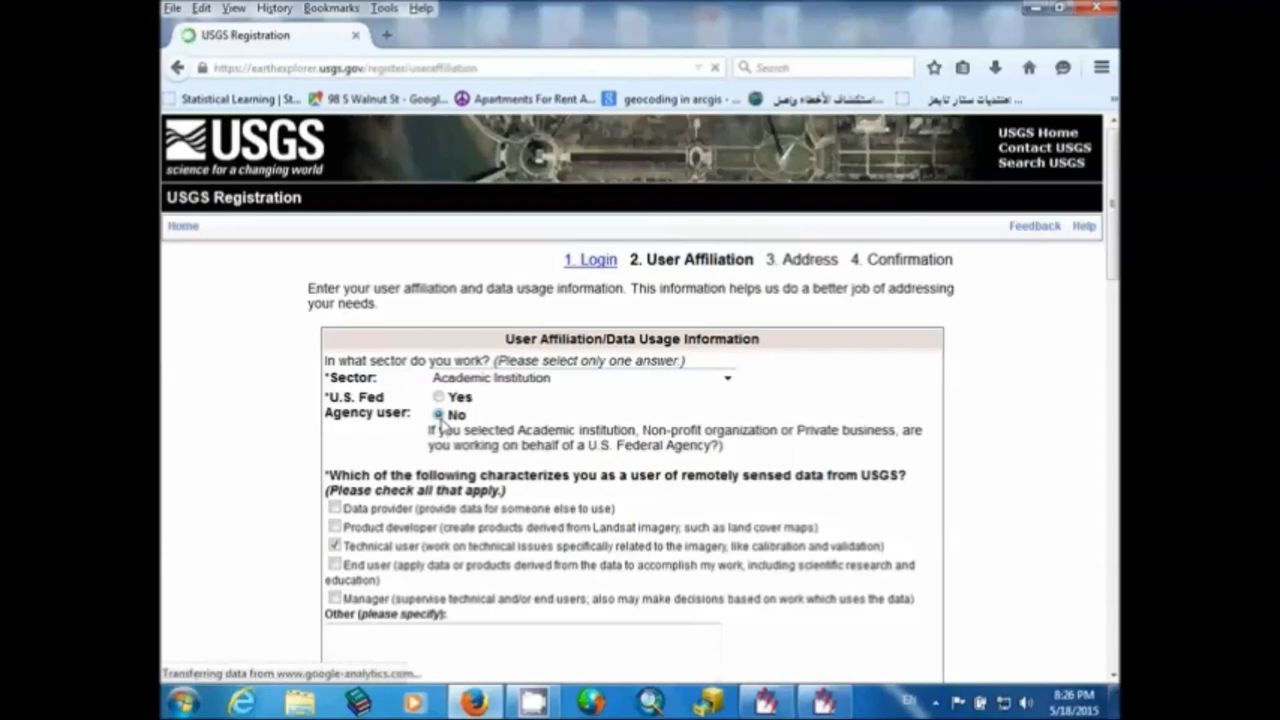 File Edit View History Bookmarks Tools Help
USGS Registration
https://earthexplorer.usgs.gov/register/useraffiliation
Search
Statistical Learning | St...
98 S Walnut St - Googl...
Apartments For Rent A...
geocoding in arcgis - ...
استكشاف الأخطاء وإصل...
منتديات ستار تايمز ...
USGS
science for a changing world
USGS Home
Contact USGS
Search USGS
USGS Registration
Home
Feedback Help
1. Login 2. User Affiliation 3. Address 4. Confirmation
Enter your user affiliation and data usage information. This information helps us do a better job of addressing
your needs.
User Affiliation/Data Usage Information
In what sector do you work? (Please select only one answer.)
*Sector: Academic Institution
*U.S. Fed Yes
Agency user: No
If you selected Academic institution, Non-profit organization or Private business, are
you working on behalf of a U.S. Federal Agency?)
*Which of the following characterizes you as a user of remotely sensed data from USGS?
(Please check all that apply.)
Data provider (provide data for someone else to use)
Product developer (create products derived from Landsat imagery, such as land cover maps)
Technical user (work on technical issues specifically related to the imagery, like calibration and validation)
End user (apply data or products derived from the data to accomplish my work, including scientific research and
education)
Manager (supervise technical and/or end users; also may make decisions based on work which uses the data)
Other (please specify):
Transferring data from www.google-analytics.com...
EN
8:26 PM
5/18/2015